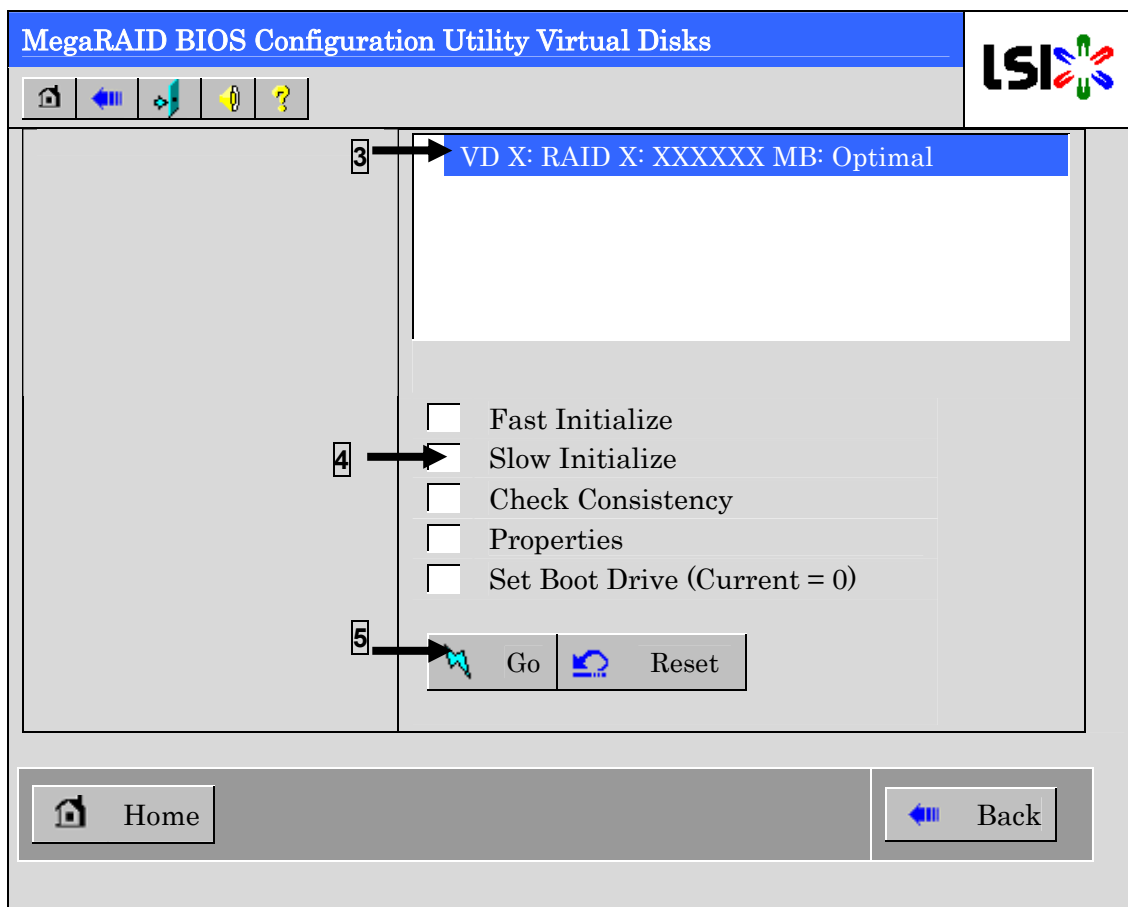 MegaRAID BIOS Configuration Utility Virtual Disks
LSI
3
VD X: RAID X: XXXXXX MB: Optimal
Fast Initialize
4
Slow Initialize
Check Consistency
Properties
Set Boot Drive (Current = 0)
5
Go
Reset
Home
Back